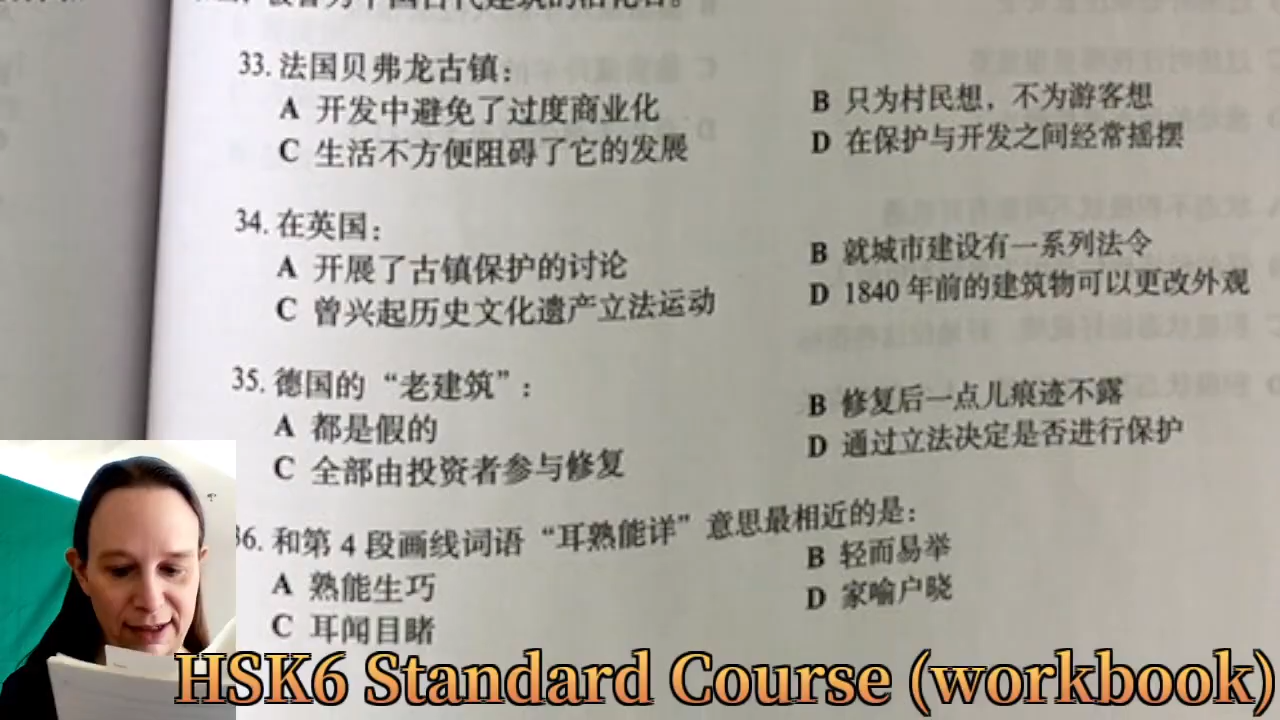 33. 法国贝弗龙古镇：
A 开发中避免了过度商业化
B 只为村民想，不为游客想
C 生活不方便阻碍了它的发展
D 在保护与开发之间经常摇摆
34. 在英国：
A 开展了古镇保护的讨论
B 就城市建设有一系列法令
C 曾兴起历史文化遗产立法运动
D 1840 年前的建筑物可以更改外观
35. 德国的“老建筑”：
A 都是假的
B 修复后一点儿痕迹不露
C 全部由投资者参与修复
D 通过立法决定是否进行保护
36. 和第 4 段画线词语“耳熟能详”意思最相近的是：
A 熟能生巧
B 轻而易举
C 耳闻目睹
D 家喻户晓
HSK6 Standard Course (workbook)